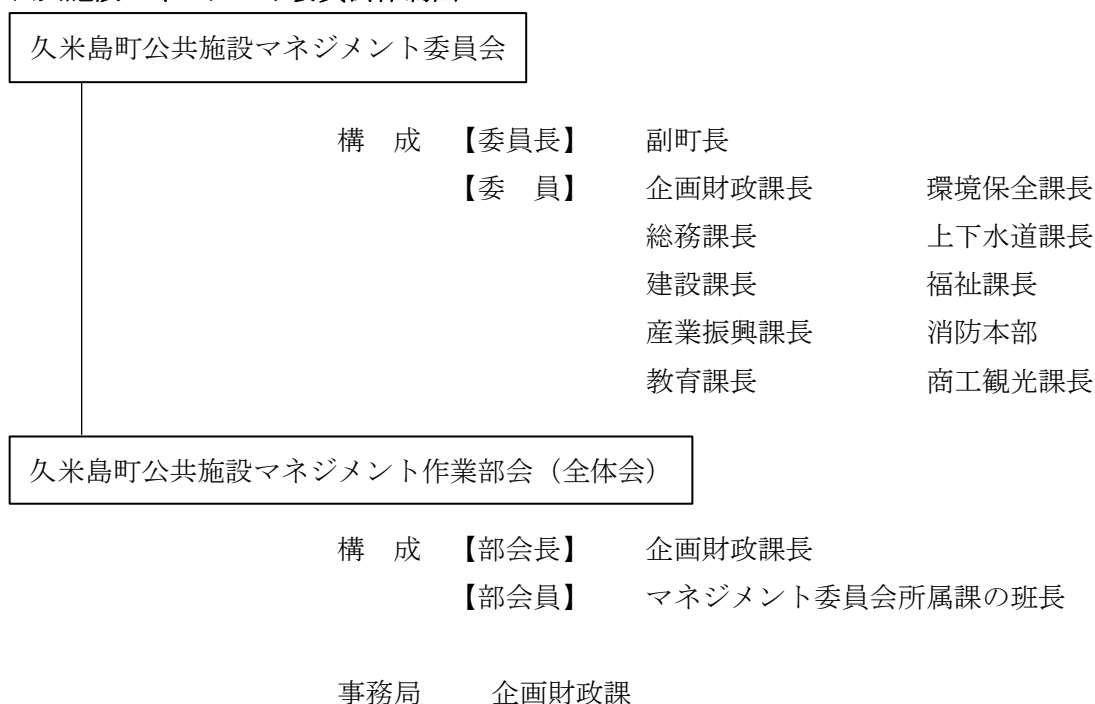 久米島町公共施設マネジメント委員会
構　成　【委員長】　副町長
【委　員】　企画財政課長　環境保全課長
総務課長　上下水道課長
建設課長　福祉課長
産業振興課長　消防本部
教育課長　商工観光課長
久米島町公共施設マネジメント作業部会（全体会）
構　成　【部会長】　企画財政課長
【部会員】　マネジメント委員会所属課の班長
事務局　企画財政課